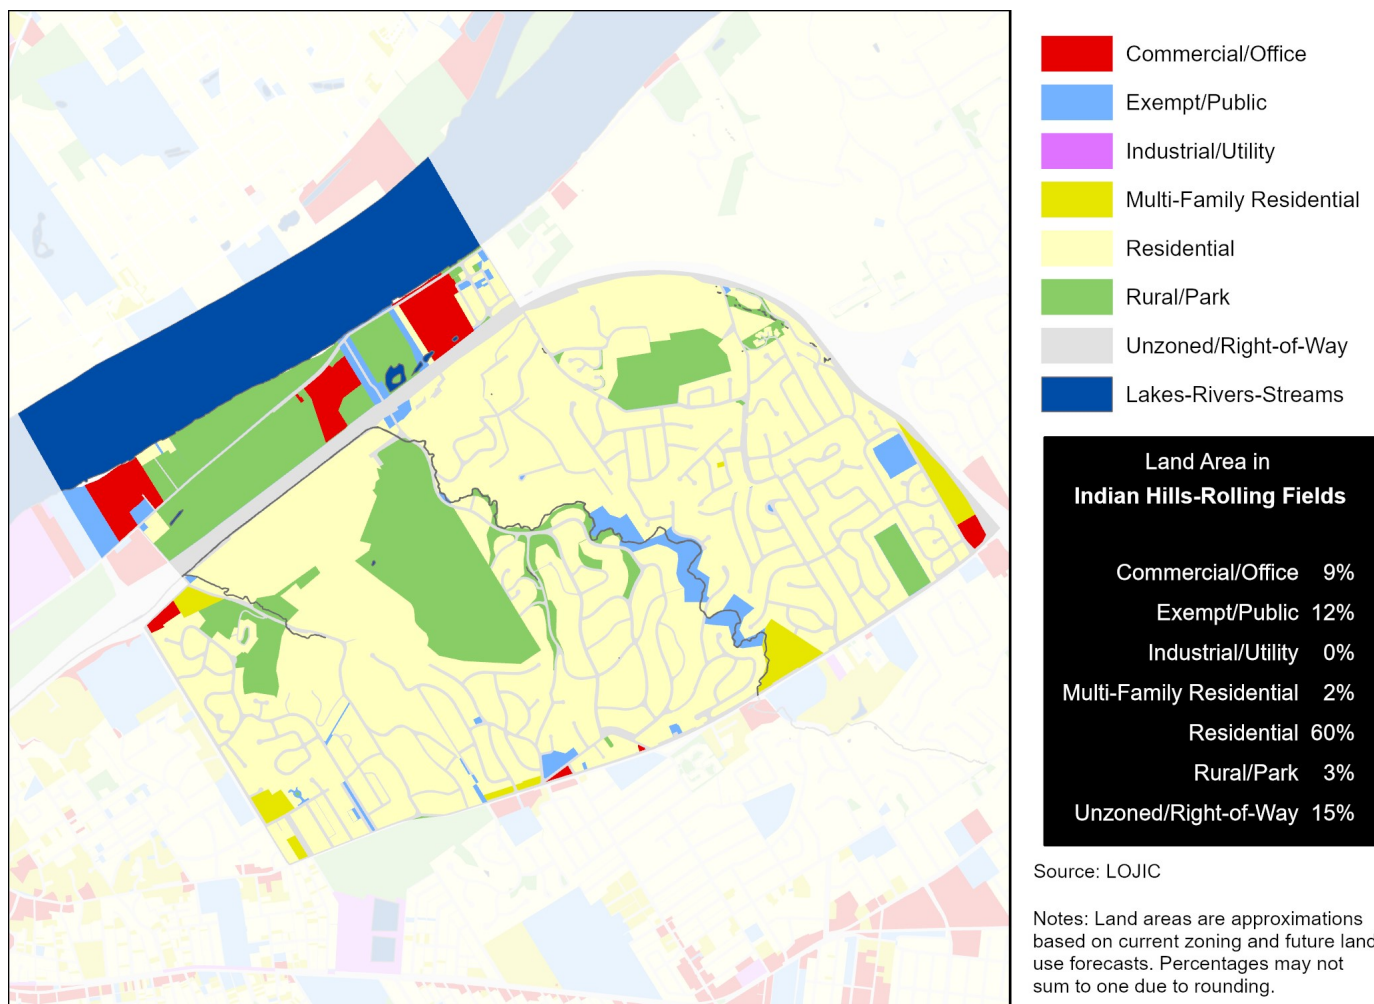 Commercial/Office
Exempt/Public
Industrial/Utility
Multi-Family Residential
Residential
Rural/Park
Unzoned/Right-of-Way
Lakes-Rivers-Streams
Land Area in
Indian Hills-Rolling Fields
Commercial/Office 9%
Exempt/Public 12%
Industrial/Utility 0%
Multi-Family Residential 2%
Residential 60%
Rural/Park 3%
Unzoned/Right-of-Way 15%
Source: LOJIC
Notes: Land areas are approximations
based on current zoning and future land
use forecasts. Percentages may not
sum to one due to rounding.